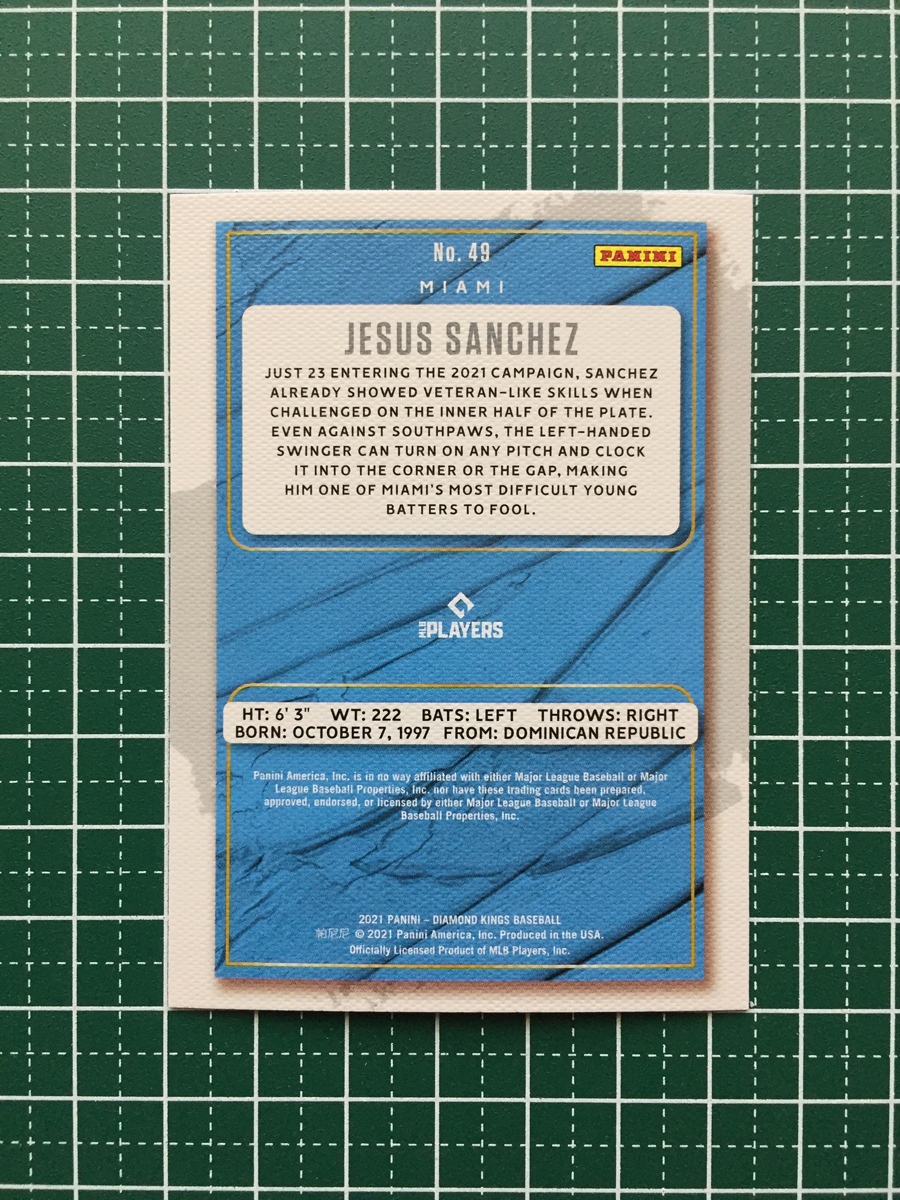 No. 49
PANINI
MIAMI
JESUS SANCHEZ
JUST 23 ENTERING THE 2021 CAMPAIGN, SANCHEZ
ALREADY SHOWED VETERAN-LIKE SKILLS WHEN
CHALLENGED ON THE INNER HALF OF THE PLATE.
EVEN AGAINST SOUTHPAWS, THE LEFT-HANDED
SWINGER CAN TURN ON ANY PITCH AND CLOCK
IT INTO THE CORNER OR THE GAP, MAKING
HIM ONE OF MIAMI'S MOST DIFFICULT YOUNG
BATTERS TO FOOL.
MLB PLAYERS
HT: 6' 3" WT: 222 BATS: LEFT THROWS: RIGHT
BORN: OCTOBER 7, 1997 FROM: DOMINICAN REPUBLIC
Panini America, Inc. is in no way affiliated with either Major League Baseball or Major
League Baseball Properties, Inc. nor have these trading cards been prepared,
approved, endorsed, or licensed by either Major League Baseball or Major League
Baseball Properties, Inc.
2021 PANINI – DIAMOND KINGS BASEBALL
帕尼尼 © 2021 Panini America, Inc. Produced in the USA.
Officially Licensed Product of MLB Players, Inc.